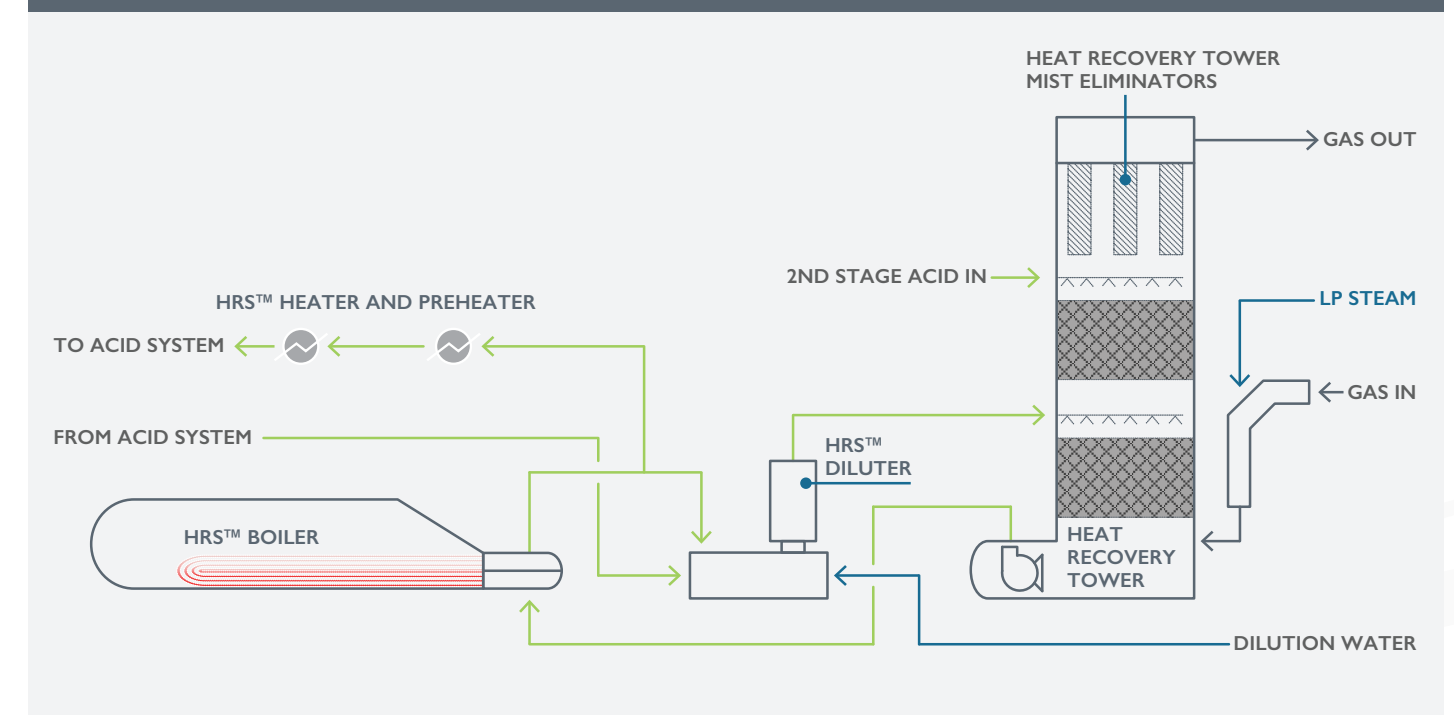 HEAT RECOVERY TOWER
MIST ELIMINATORS
GAS OUT
2ND STAGE ACID IN
HRS™ HEATER AND PREHEATER
LP STEAM
TO ACID SYSTEM
GAS IN
FROM ACID SYSTEM
HRS™
DILUTER
HRS™ BOILER
HEAT
RECOVERY
TOWER
DILUTION WATER